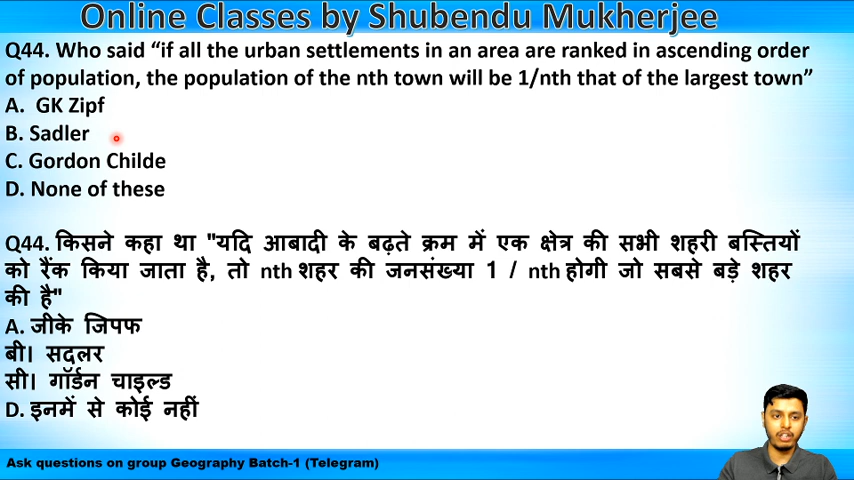 Online Classes by Shubendu Mukherjee
Q44. Who said “if all the urban settlements in an area are ranked in ascending order
of population, the population of the nth town will be 1/nth that of the largest town”
A. GK Zipf
B. Sadler
C. Gordon Childe
D. None of these
Q44. किसने कहा था "यदि आबादी के बढ़ते क्रम में एक क्षेत्र की सभी शहरी बस्तियों
को रैंक किया जाता है, तो nth शहर की जनसंख्या 1 / nth होगी जो सबसे बड़े शहर
की है"
A. जीके जिपफ
बी। सदलर
सी। गॉर्डन चाइल्ड
D. इनमें से कोई नहीं
Ask questions on group Geography Batch-1 (Telegram)